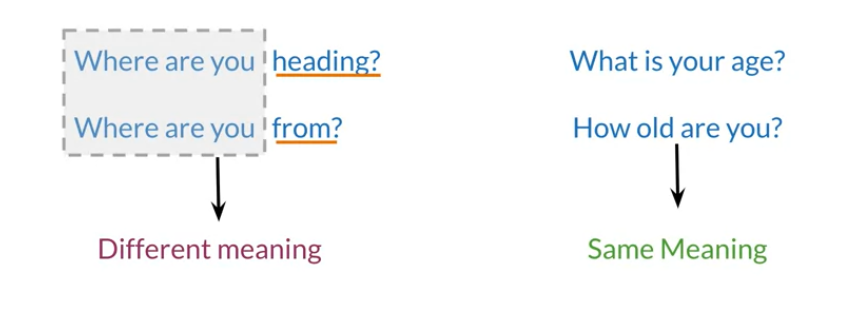 Where are you heading?
Where are you from?
Different meaning
What is your age?
How old are you?
Same Meaning